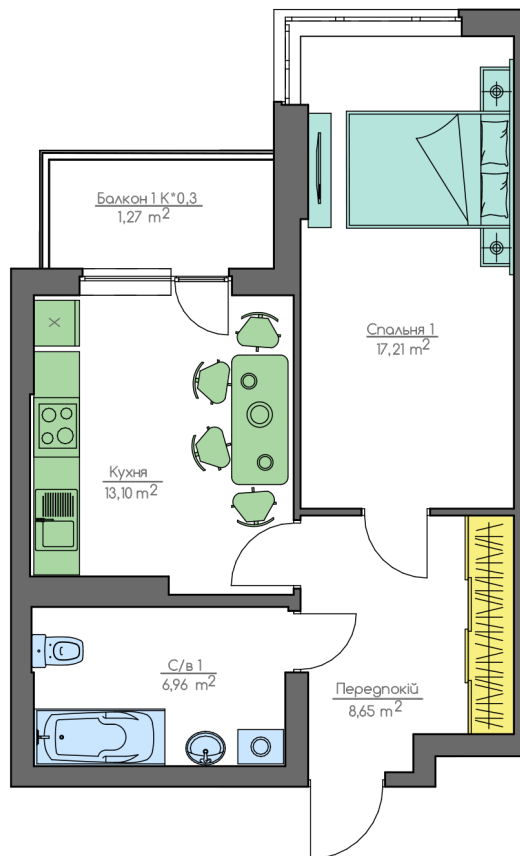 Балкон 1 К*0,3
1,27 m²
Спальня 1
17,21 m²
Кухня
13,10 m²
С/в 1
6,96 m²
Передпокій
8,65 m²